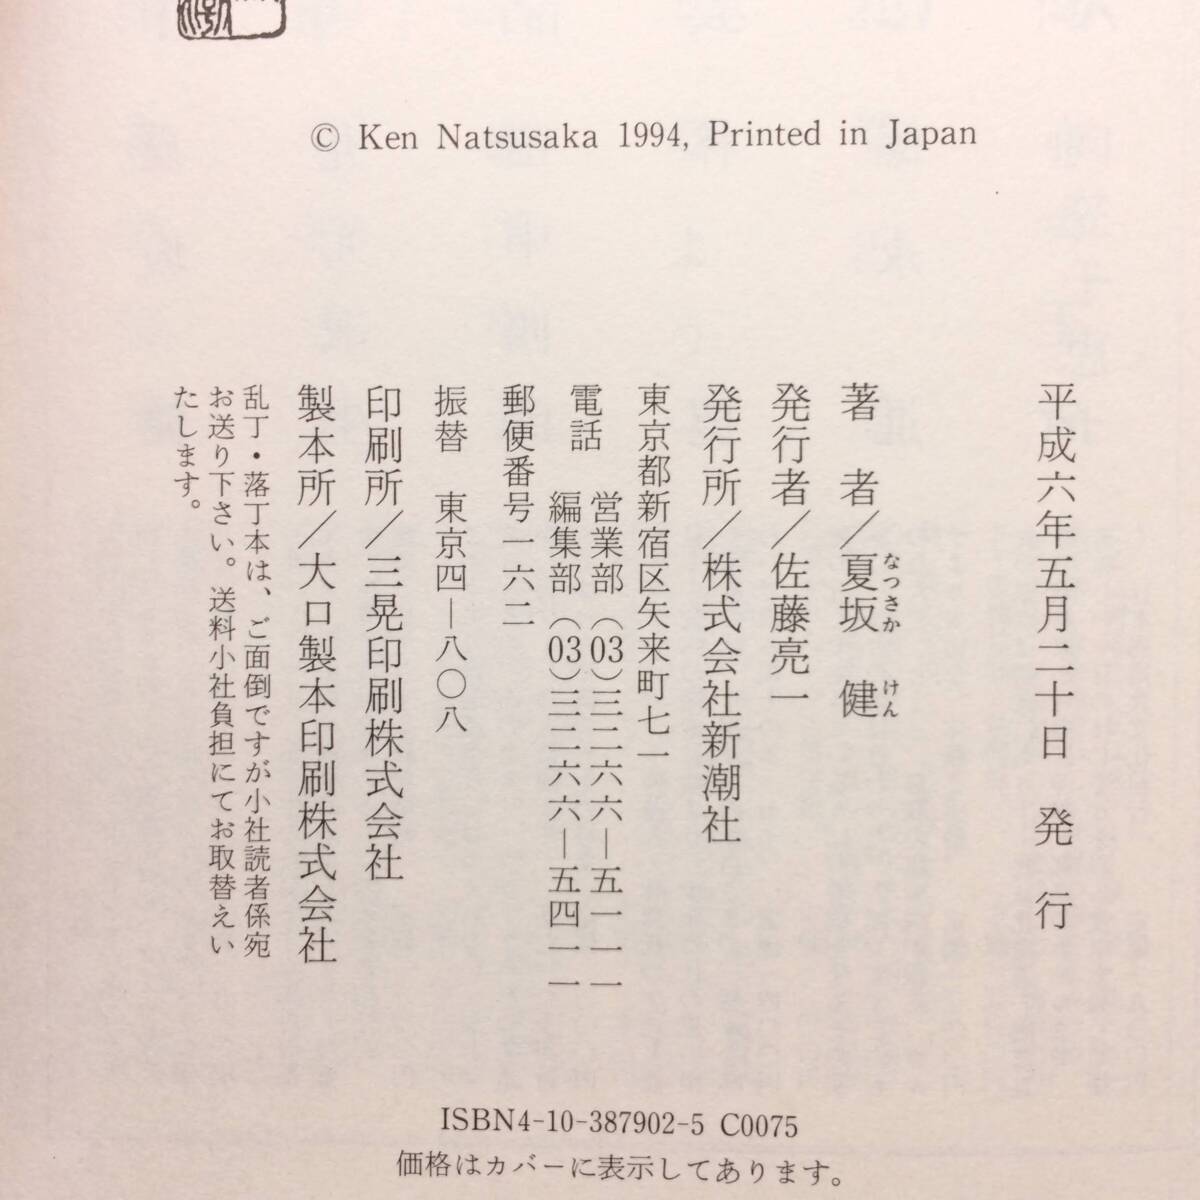 © Ken Natsusaka 1994, Printed in Japan
平成六年五月二十日 発行
著 者/夏坂 健
なつさか けん
発行者/佐藤亮一
発行所/株式会社新潮社
東京都新宿区矢来町七一
電話 営業部(03)三二六六—五一一一
編集部(03)三二六六—五四一一
郵便番号一六二
振替 東京四—八〇八
印刷所/三晃印刷株式会社
製本所/大口製本印刷株式会社
乱丁・落丁本は、ご面倒ですが小社読者係宛
お送り下さい。送料小社負担にてお取替えい
たします。
ISBN4-10-387902-5 C0075
価格はカバーに表示してあります。